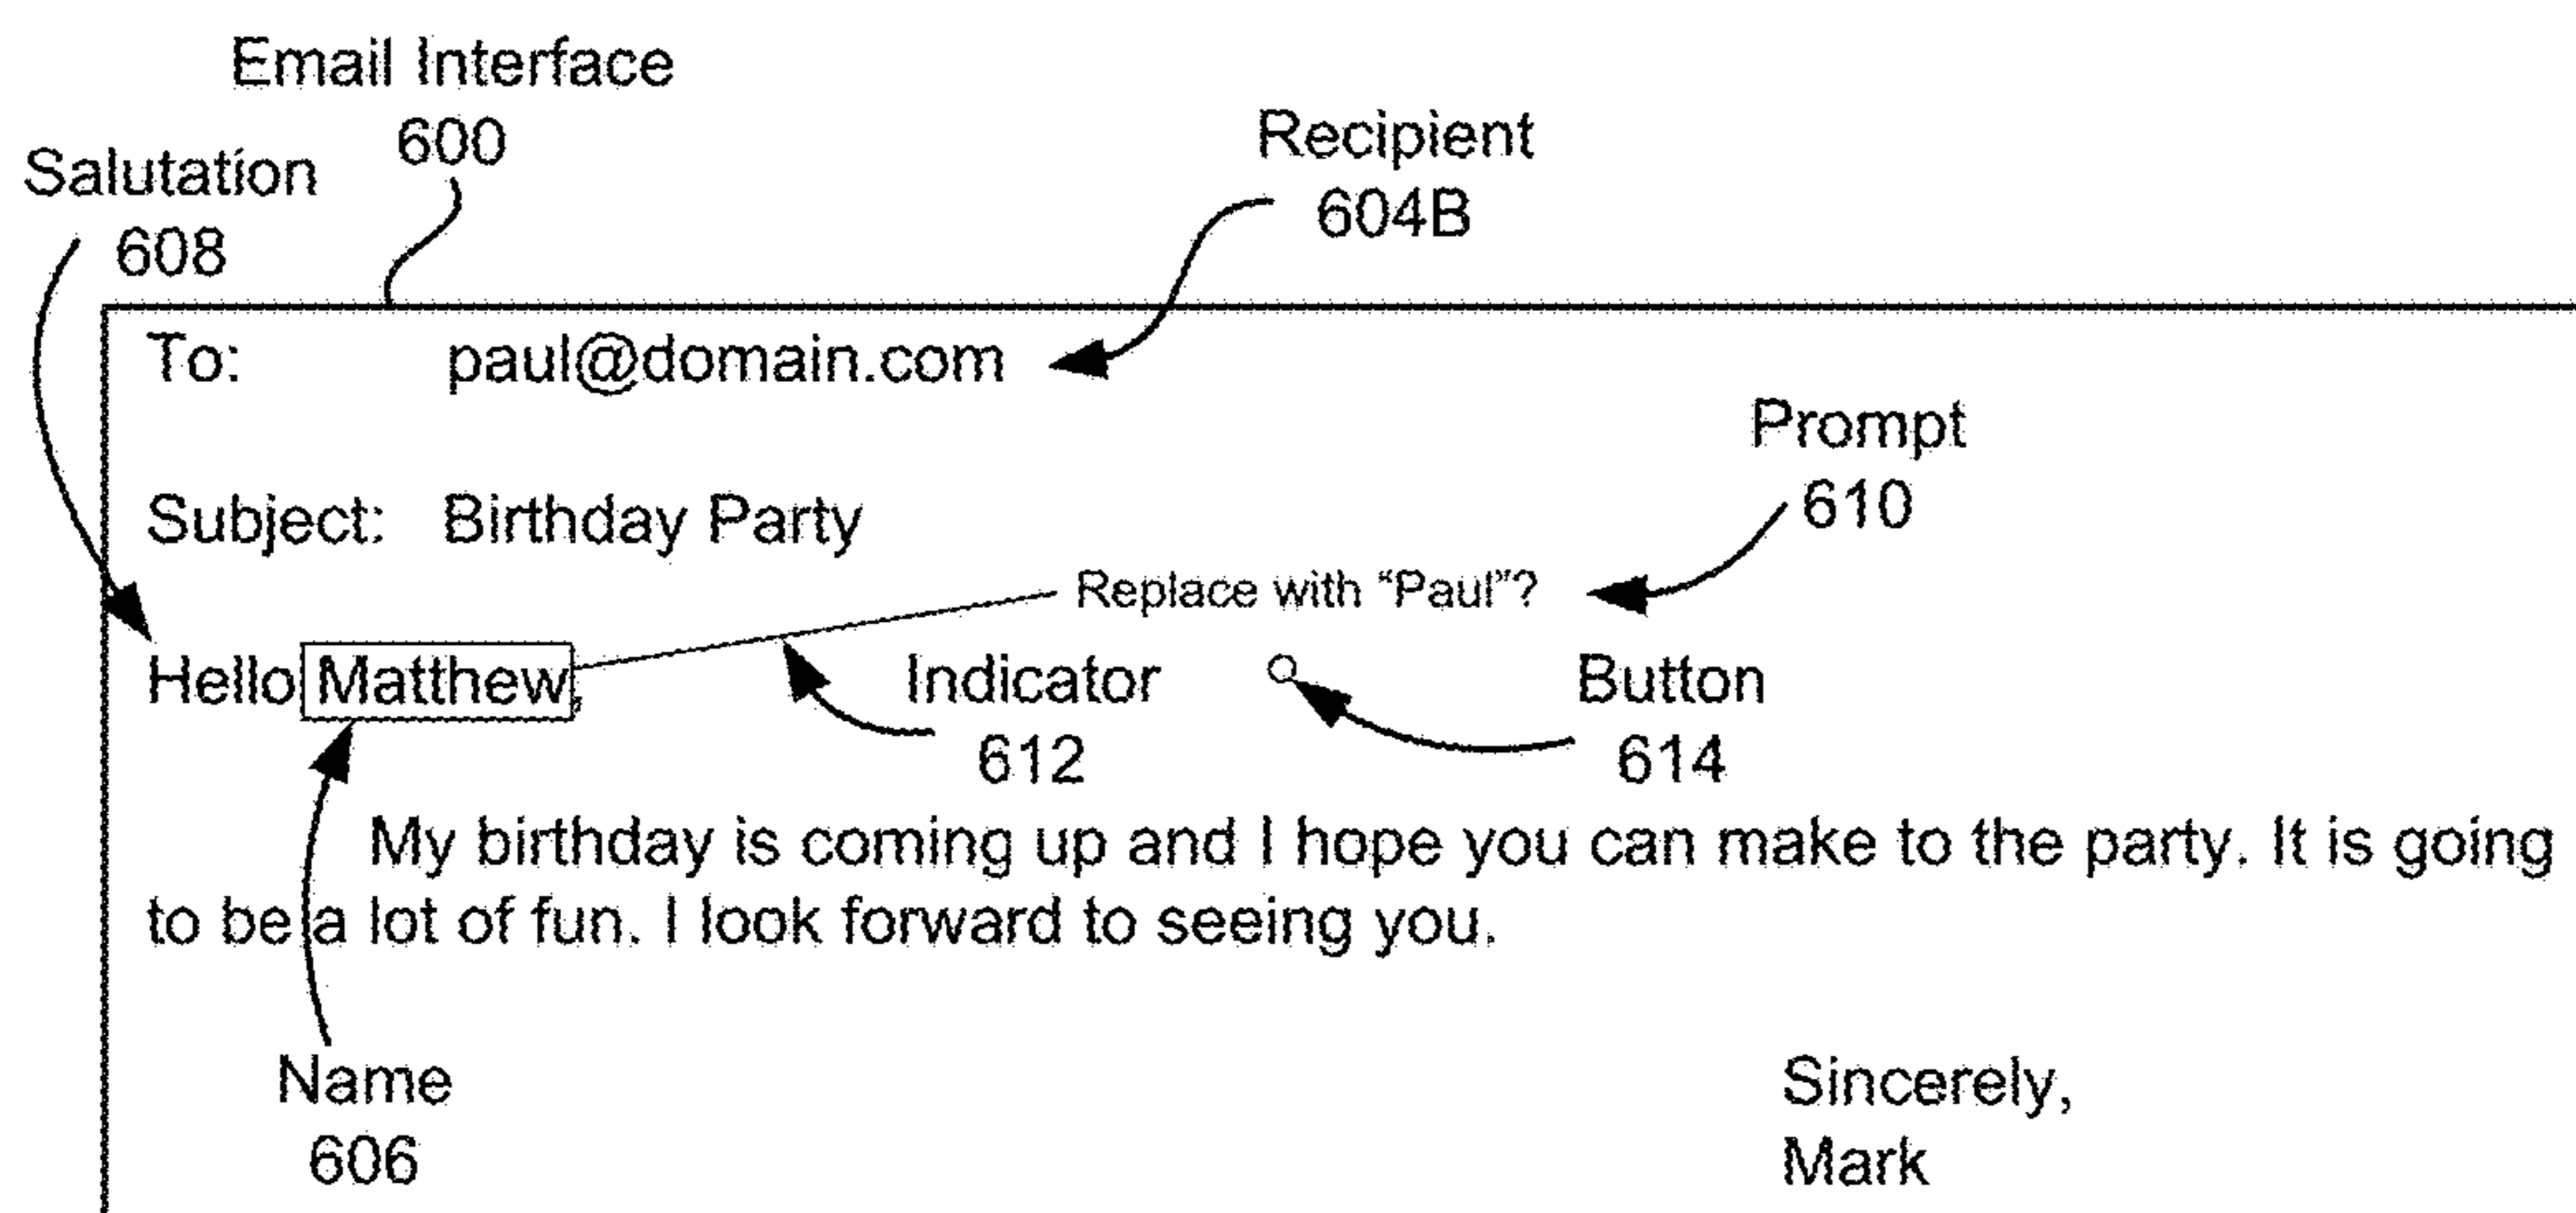 Email Interface
600
Salutation
608
Recipient
604B
To: paul@domain.com
Prompt
610
Subject: Birthday Party
Replace with “Paul”?
Hello Matthew,
Indicator
612
Button
614
My birthday is coming up and I hope you can make to the party. It is going
to be a lot of fun. I look forward to seeing you.
Name
606
Sincerely,
Mark